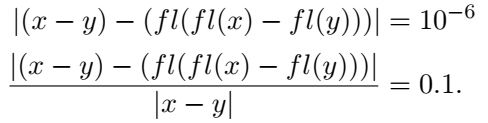 |(x − y) − (fl(fl(x) − fl(y)))| = 10⁻⁶
|(x − y) − (fl(fl(x) − fl(y)))| / |x − y| = 0.1.